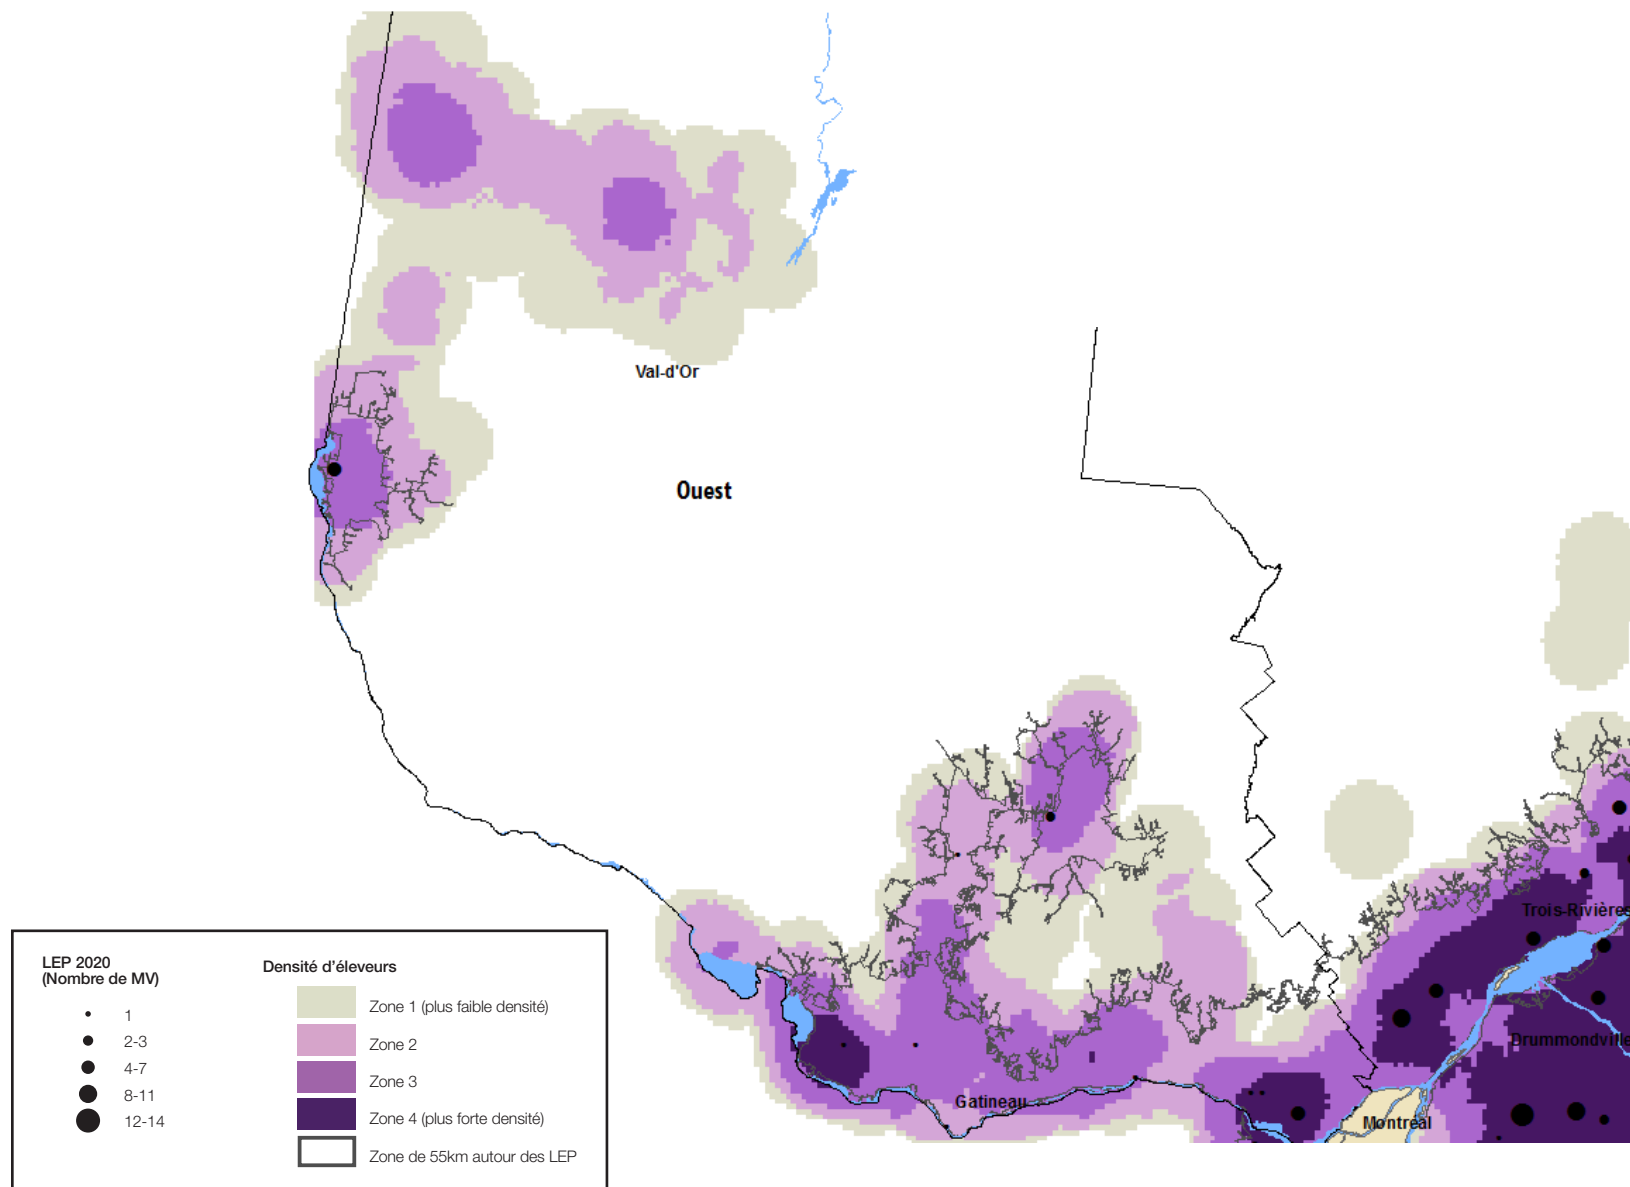 Val-d'Or
Ouest
Trois-Rivières
Drummondville
Gatineau
Montréal
LEP 2020
(Nombre de MV)
1
2-3
4-7
8-11
12-14
Densité d'éleveurs
Zone 1 (plus faible densité)
Zone 2
Zone 3
Zone 4 (plus forte densité)
Zone de 55km autour des LEP